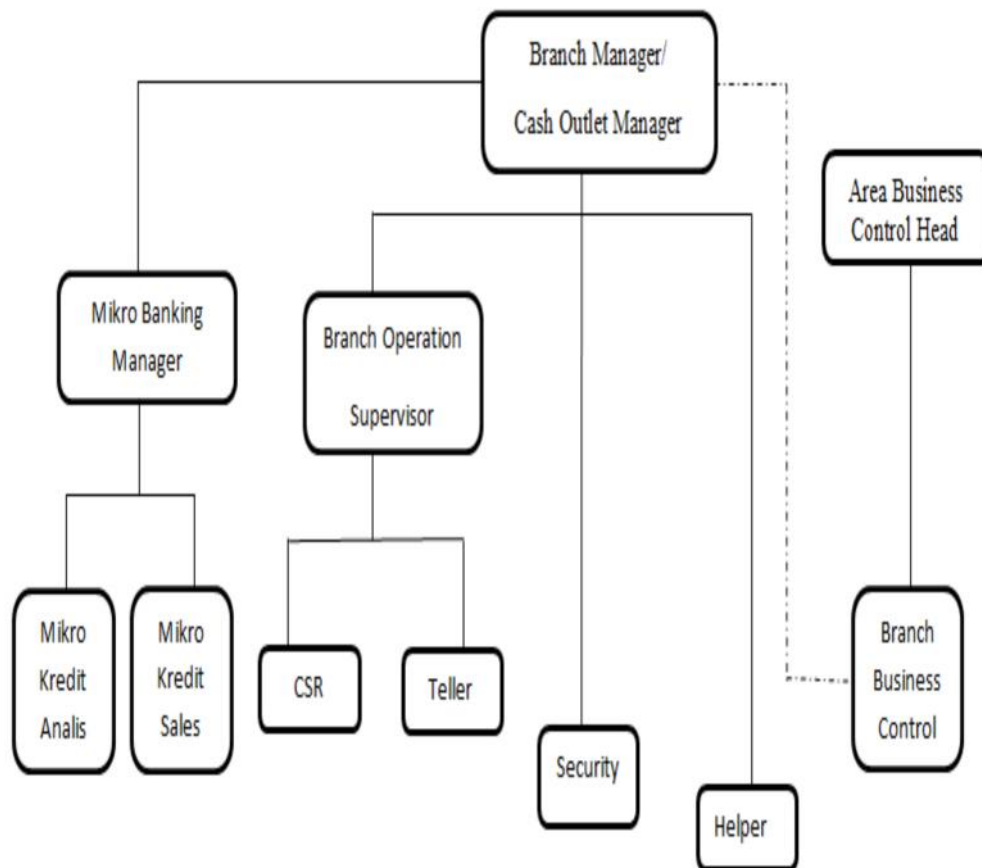 Branch Manager/
Cash Outlet Manager
Area Business
Control Head
Mikro Banking
Manager
Branch Operation
Supervisor
Mikro
Kredit
Analis
Mikro
Kredit
Sales
CSR
Teller
Security
Helper
Branch
Business
Control